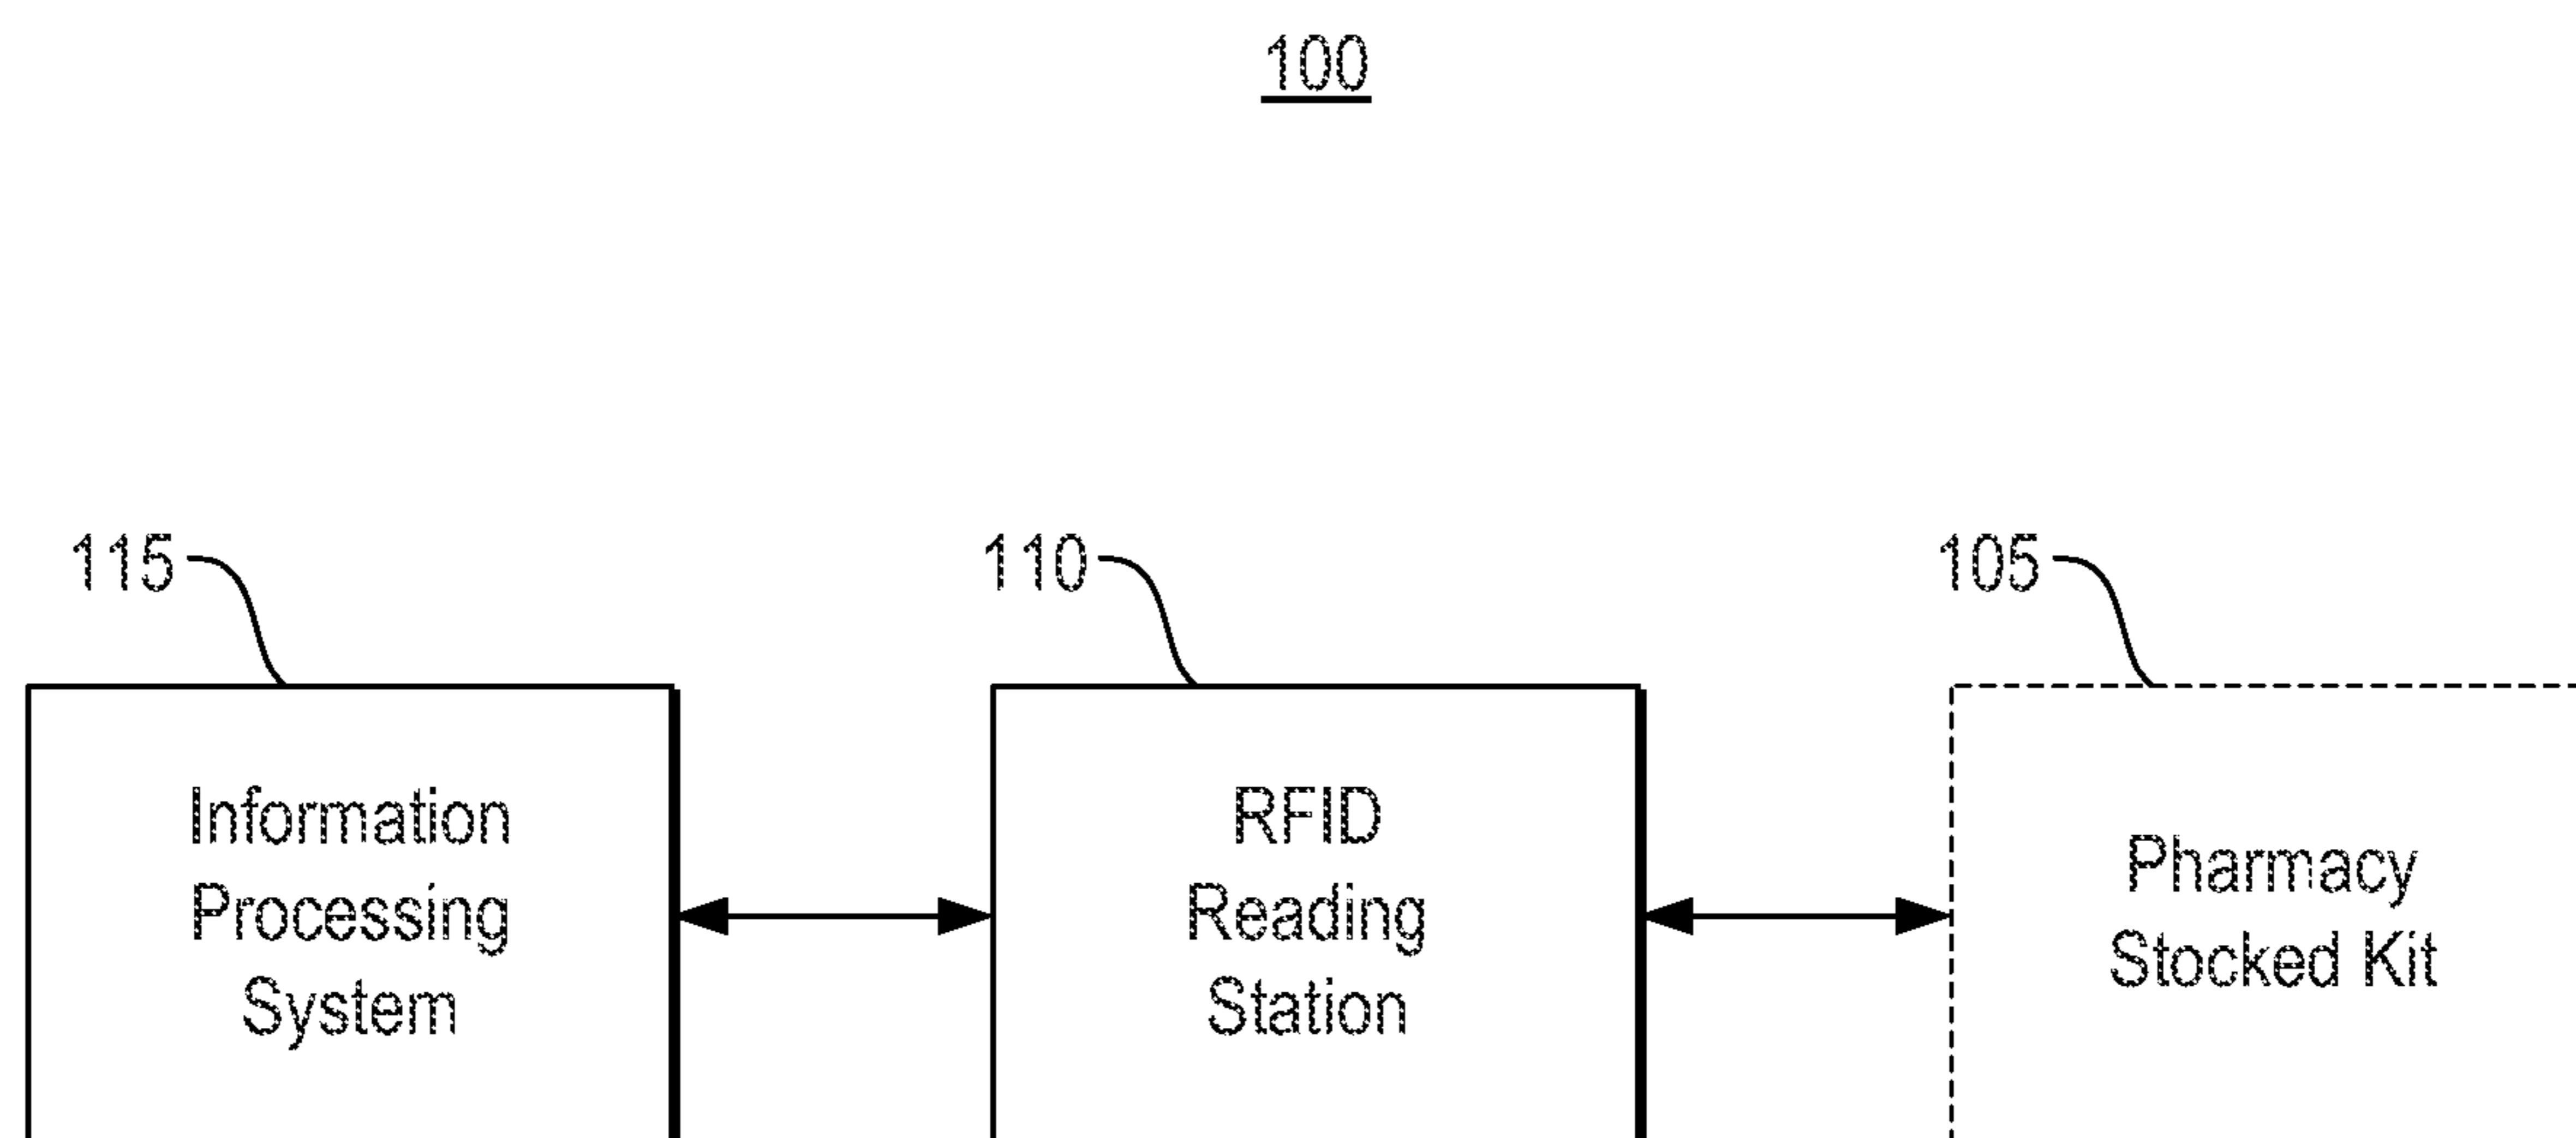 100
115
110
105
Information
Processing
System
RFID
Reading
Station
Pharmacy
Stocked Kit